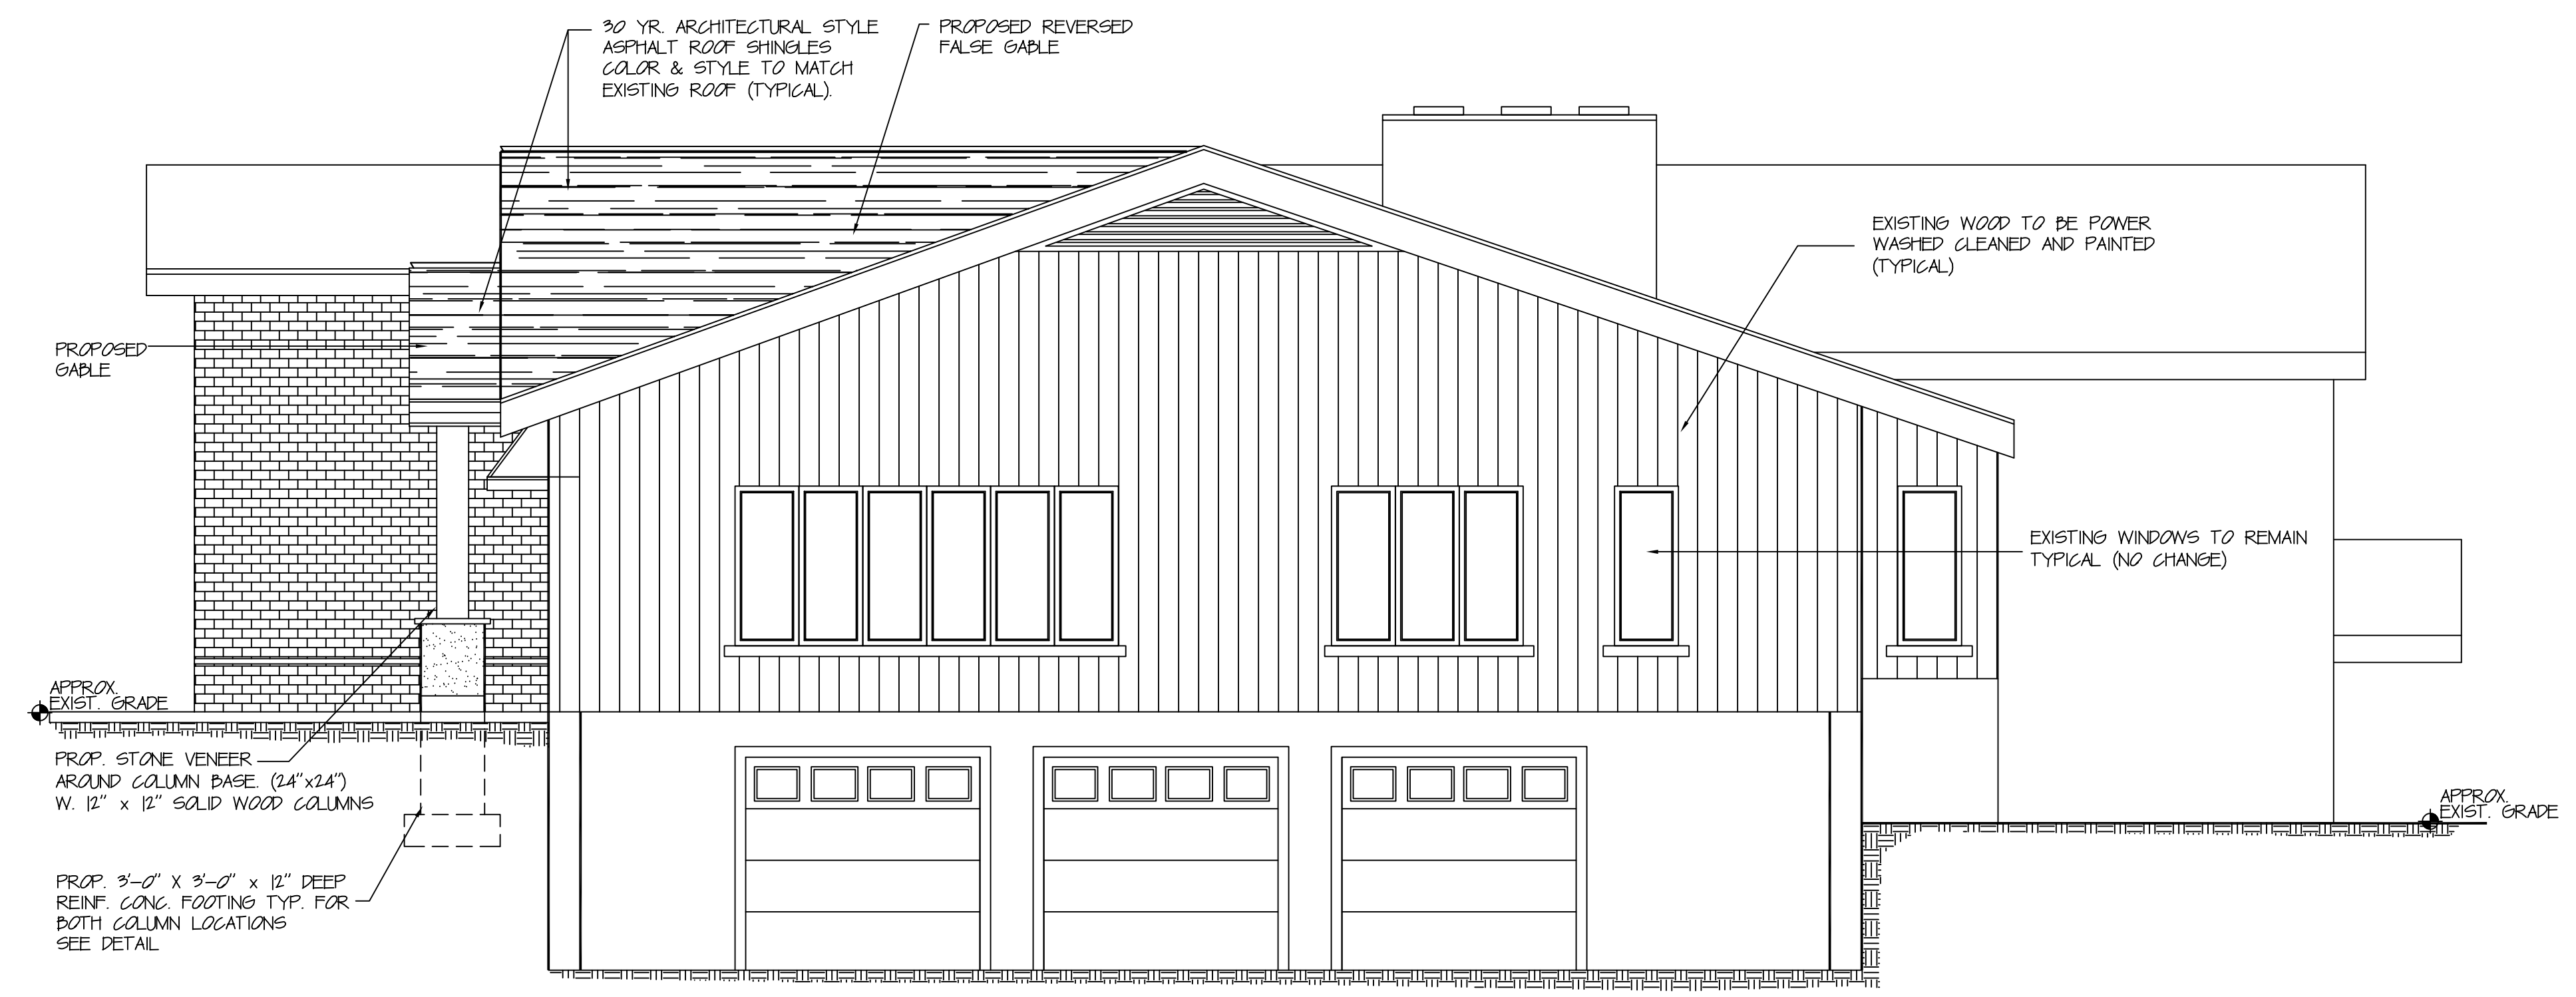 30 YR. ARCHITECTURAL STYLE
ASPHALT ROOF SHINGLES
COLOR & STYLE TO MATCH
EXISTING ROOF (TYPICAL).
PROPOSED REVERSED
FALSE GABLE
EXISTING WOOD TO BE POWER
WASHED CLEANED AND PAINTED
(TYPICAL)
PROPOSED
GABLE
EXISTING WINDOWS TO REMAIN
TYPICAL (NO CHANGE)
APPROX.
EXIST. GRADE
PROP. STONE VENEER
AROUND COLUMN BASE. (24"x24")
W. 12" x 12" SOLID WOOD COLUMNS
APPROX.
EXIST. GRADE
PROP. 3'-0" X 3'-0" x 12" DEEP
REINF. CONC. FOOTING TYP. FOR
BOTH COLUMN LOCATIONS
SEE DETAIL